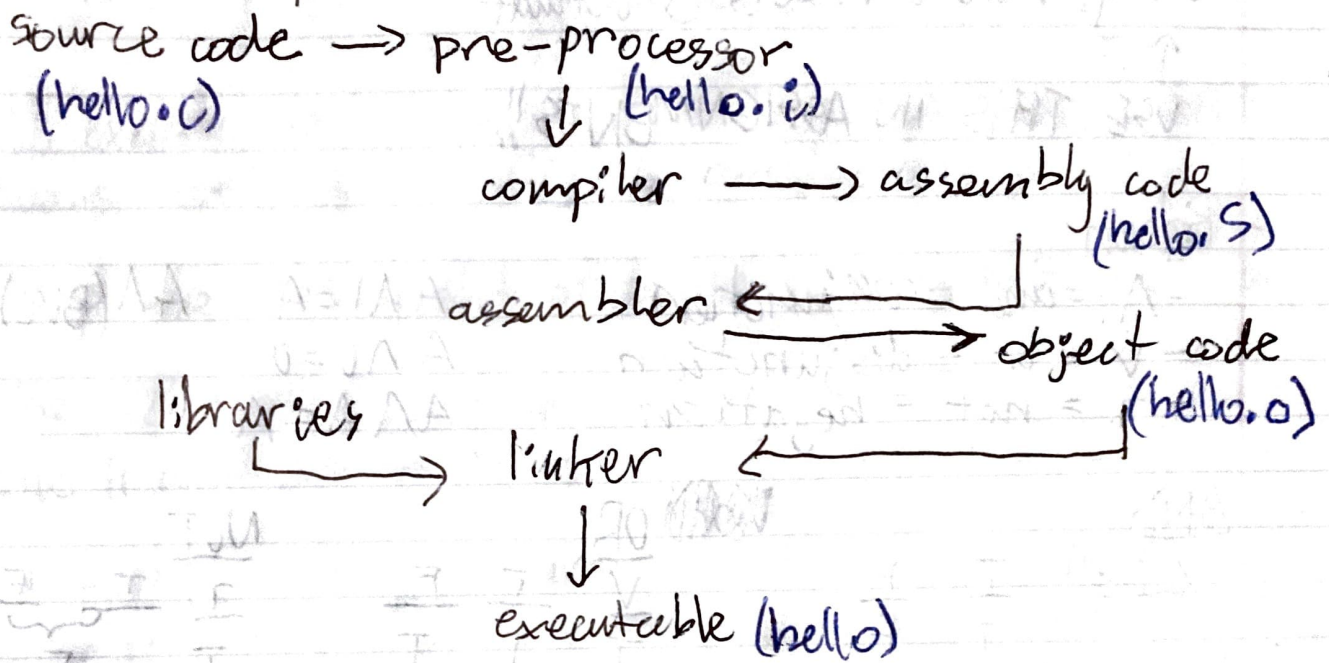 source code → pre-processor
(hello.c) (hello.i)
compiler → assembly code
(hello.s)
assembler
object code
libraries (hello.o)
linker
executable (hello)